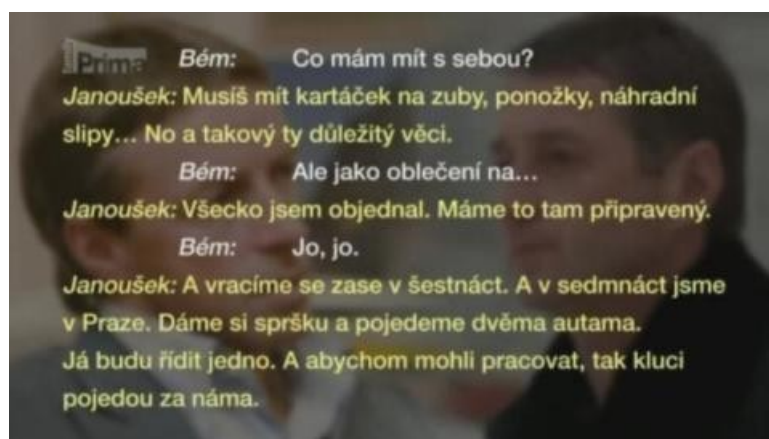 Prima
Bém: Co mám mít s sebou?
Janoušek: Musíš mít kartáček na zuby, ponožky, náhradní
slipy... No a takový ty důležitý věci.
Bém: Ale jako oblečení na...
Janoušek: Všecko jsem objednal. Máme to tam připravený.
Bém: Jo, jo.
Janoušek: A vracíme se zase v šestnáct. A v sedmnáct jsme
v Praze. Dáme si spršku a pojedeme dvěma autama.
Já budu řídit jedno. A abychom mohli pracovat, tak kluci
pojedou za náma.